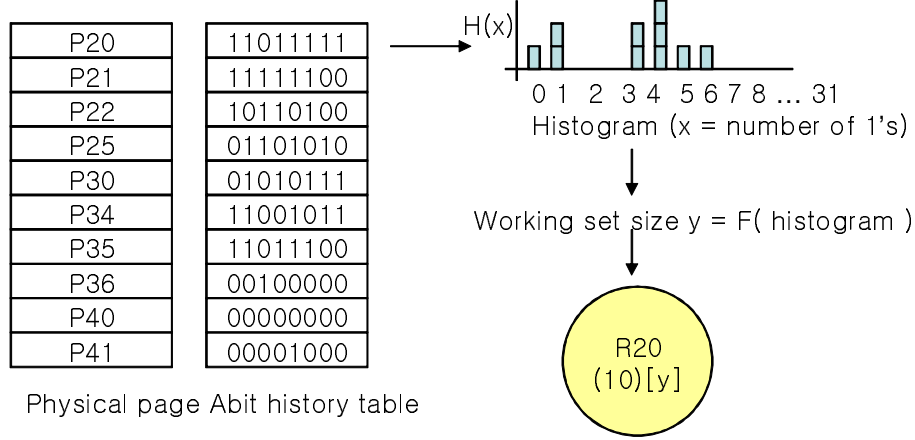 P20 11011111
P21 11111100
P22 10110100
P25 01101010
P30 01010111
P34 11001011
P35 11011100
P36 00100000
P40 00000000
P41 00001000
Physical page Abit history table
H(x)
0 1 2 3 4 5 6 7 8 ... 31
Histogram (x = number of 1's)
Working set size y = F( histogram )
R20
(10)[y]